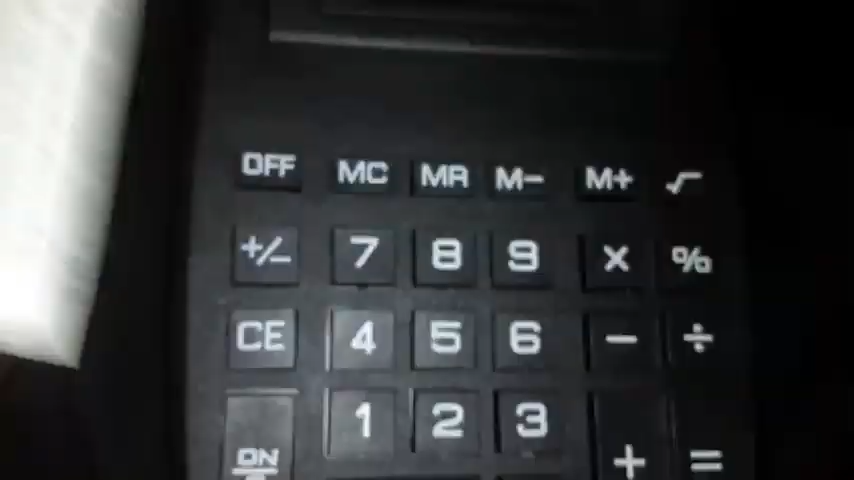 OFF MC MR M− M+ √
+/− 7 8 9 × %
CE 4 5 6 − ÷
1 2 3
ON + =